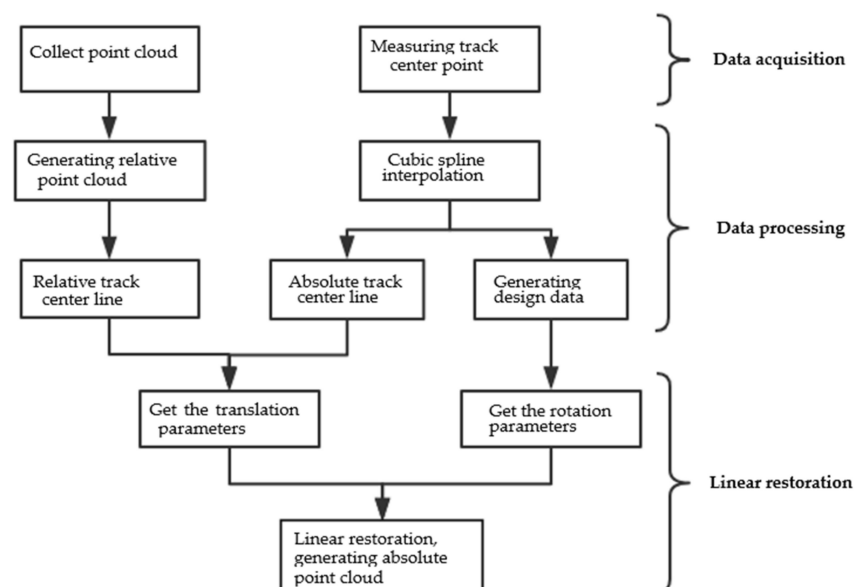 Collect point cloud
Measuring track
center point
Data acquisition
Generating relative
point cloud
Cubic spline
interpolation
Data processing
Relative track
center line
Absolute track
center line
Generating
design data
Get the translation
parameters
Get the rotation
parameters
Linear restoration
Linear restoration,
generating absolute
point cloud